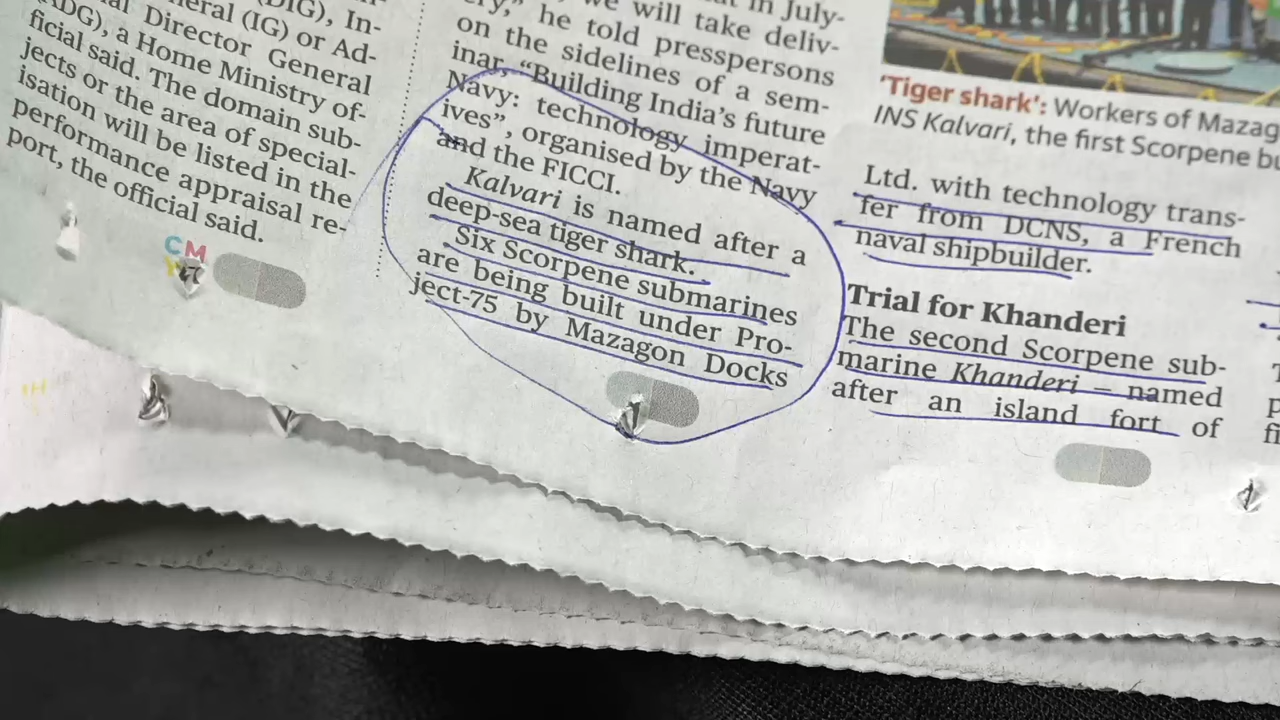 (DIG), In-
eral (IG) or Ad-
Director General
(ADG), a Home Ministry of-
ficial said. The domain sub-
jects or the area of special-
isation will be listed in the
performance appraisal re-
port, the official said.
CM
Y
in July-
we will take deliv-
ery,” he told presspersons
on the sidelines of a sem-
inar, “Building India’s future
Navy: technology imperat-
ives”, organised by the Navy
and the FICCI.
Kalvari is named after a
deep-sea tiger shark.
Six Scorpene submarines
are being built under Pro-
ject-75 by Mazagon Docks
‘Tiger shark’: Workers of Mazag
INS Kalvari, the first Scorpene bu
Ltd. with technology trans-
fer from DCNS, a French
naval shipbuilder.
Trial for Khanderi
The second Scorpene sub-
marine Khanderi – named
after an island fort of